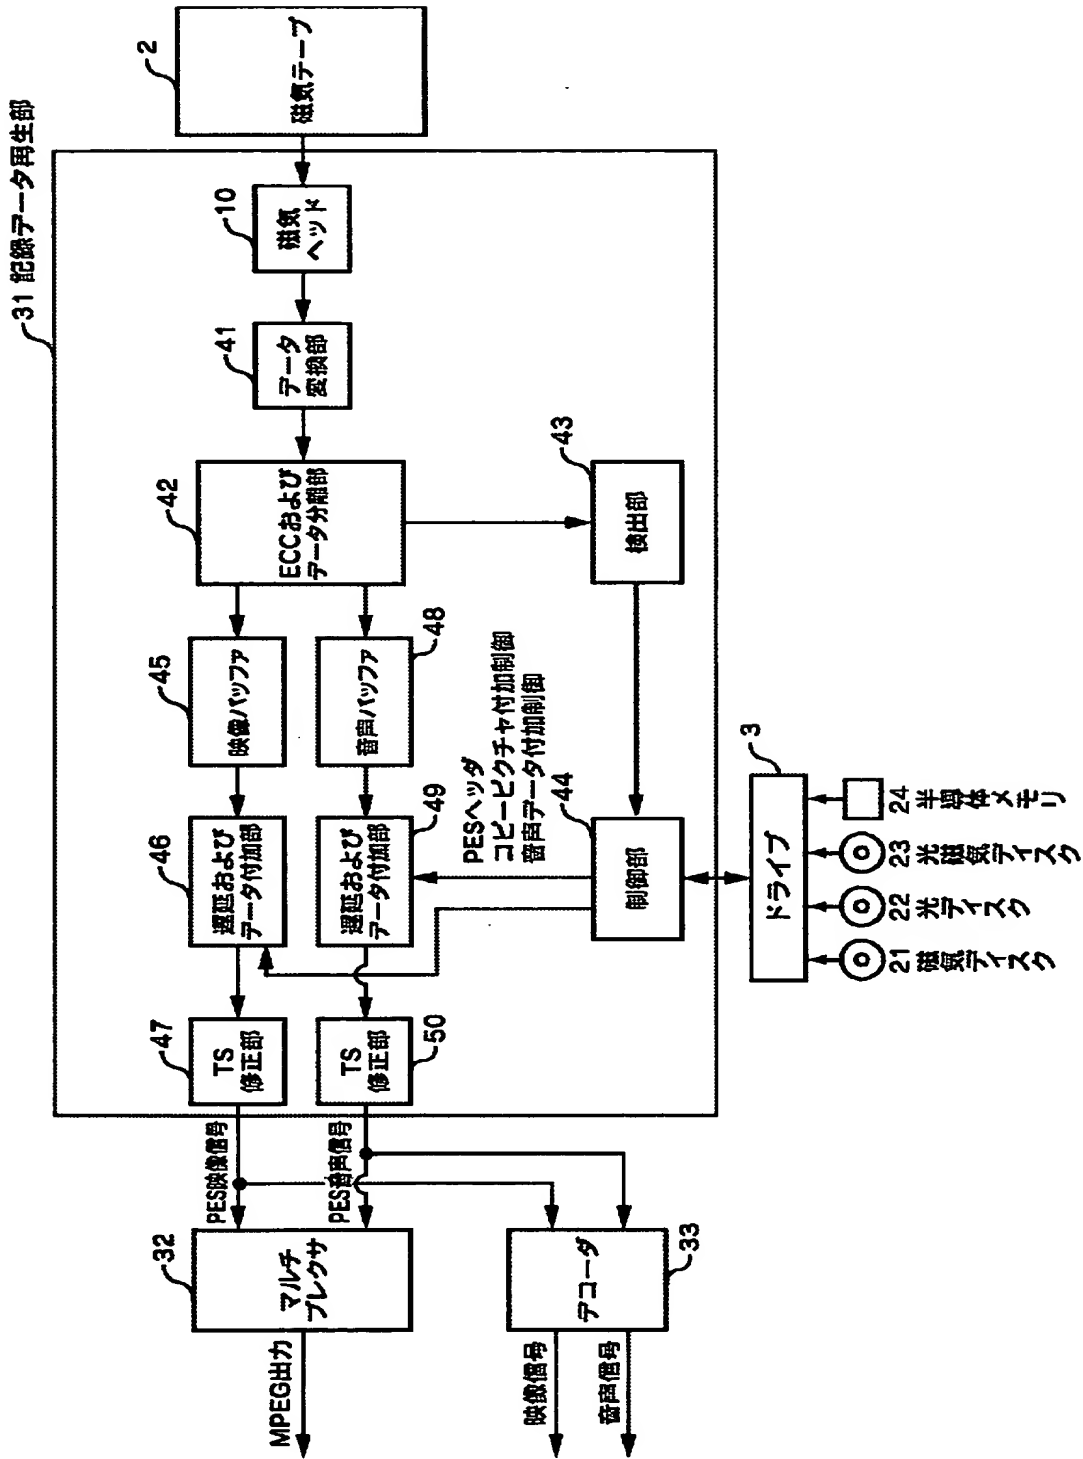 31 記録データ再生部
2
磁気テープ
10
磁気
ヘッド
41
データ
変換部
42
ECCおよび
データ分離部
43
検出部
45
映像バッファ
48
音声バッファ
46
遅延および
データ付加部
49
遅延および
データ付加部
PESヘッダ
コピーピクチャ付加制御
音声データ付加制御
44
制御部
47
TS
修正部
50
TS
修正部
3
ドライブ
24 半導体メモリ
23 光磁気ディスク
22 光ディスク
21 磁気ディスク
PES映像信号
PES音声信号
32
マルチ
プレクサ
33
デコーダ
MPEG出力
映像信号
音声信号